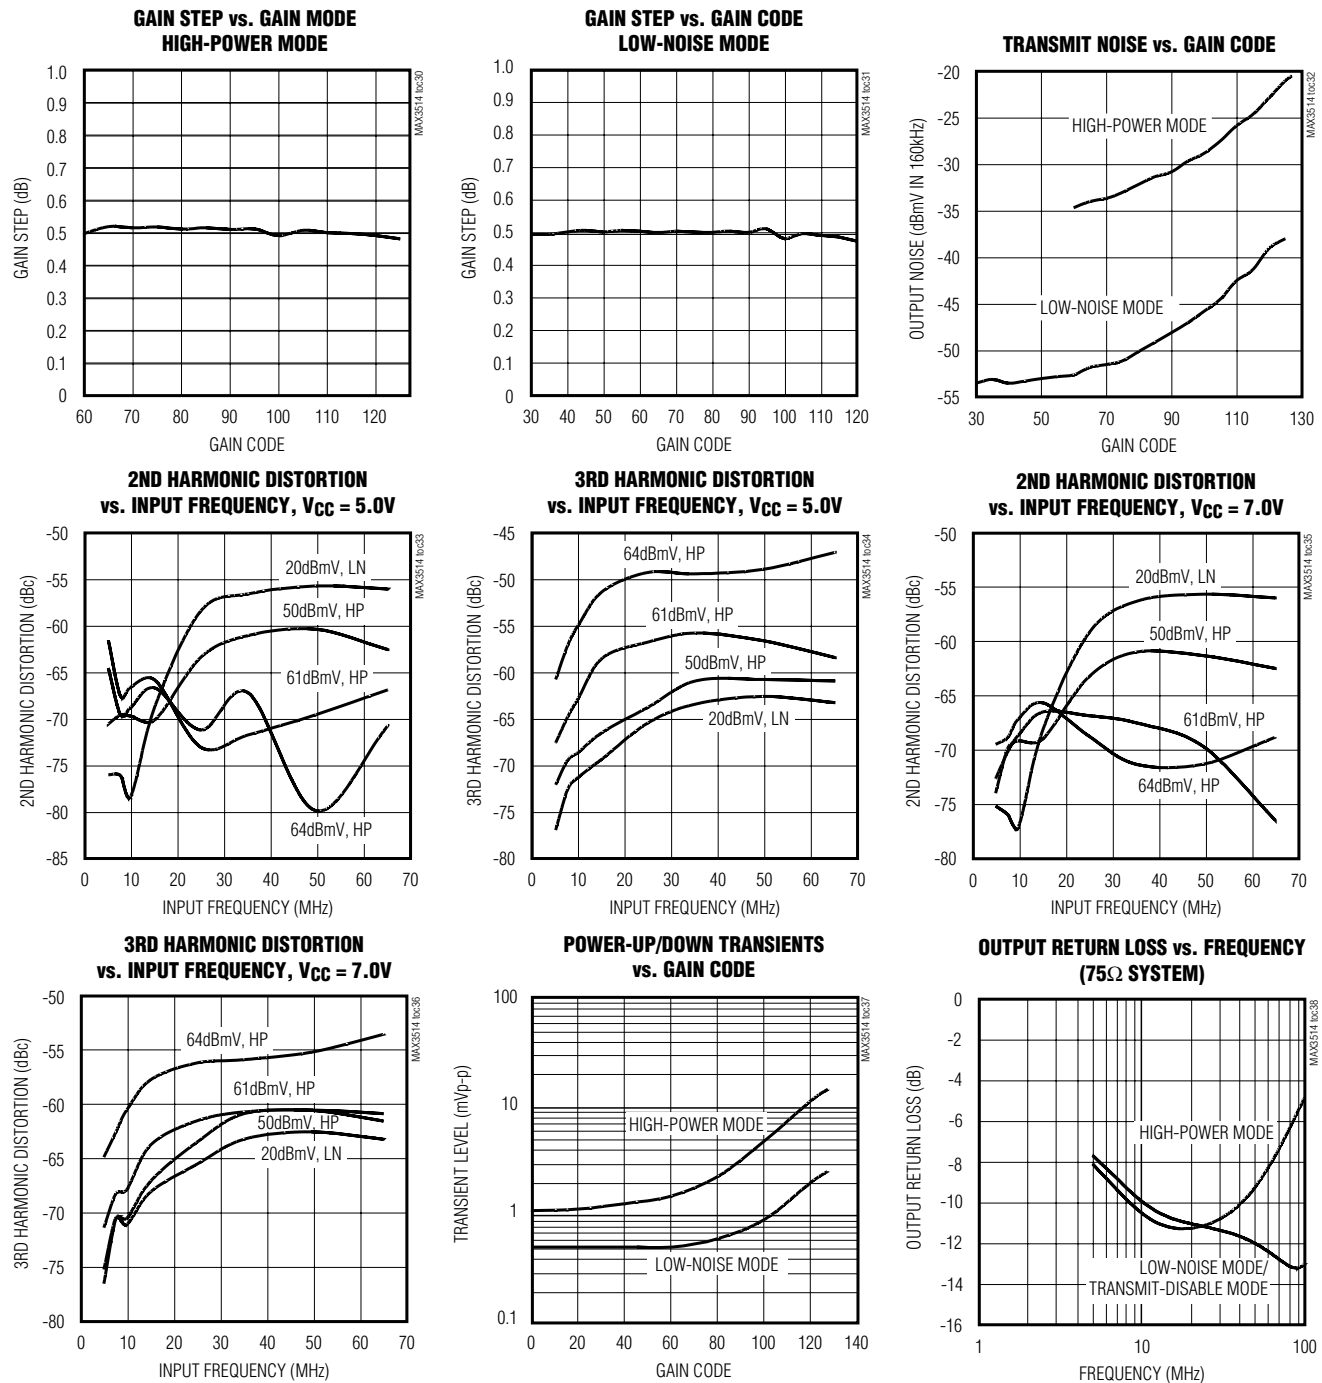 GAIN STEP vs. GAIN MODE
HIGH-POWER MODE
1.0
0.9
0.8
0.7
0.6
0.5
0.4
0.3
0.2
0.1
0
GAIN STEP (dB)
60 70 80 90 100 110 120
GAIN CODE
MAX3514 toc30
GAIN STEP vs. GAIN CODE
LOW-NOISE MODE
1.0
0.9
0.8
0.7
0.6
0.5
0.4
0.3
0.2
0.1
0
GAIN STEP (dB)
30 40 50 60 70 80 90 100 110 120
GAIN CODE
MAX3514 toc31
TRANSMIT NOISE vs. GAIN CODE
-20
-25
-30
-35
-40
-45
-50
-55
OUTPUT NOISE (dBmV IN 160kHz)
HIGH-POWER MODE
LOW-NOISE MODE
30 50 70 90 110 130
GAIN CODE
MAX3514 toc32
2ND HARMONIC DISTORTION
vs. INPUT FREQUENCY, VCC = 5.0V
-50
-55
-60
-65
-70
-75
-80
-85
2ND HARMONIC DISTORTION (dBc)
20dBmV, LN
50dBmV, HP
61dBmV, HP
64dBmV, HP
0 10 20 30 40 50 60 70
INPUT FREQUENCY (MHz)
MAX3514 toc33
3RD HARMONIC DISTORTION
vs. INPUT FREQUENCY, VCC = 5.0V
-45
-50
-55
-60
-65
-70
-75
-80
3RD HARMONIC DISTORTION (dBc)
64dBmV, HP
61dBmV, HP
50dBmV, HP
20dBmV, LN
0 10 20 30 40 50 60 70
INPUT FREQUENCY (MHz)
MAX3514 toc34
2ND HARMONIC DISTORTION
vs. INPUT FREQUENCY, VCC = 7.0V
-50
-55
-60
-65
-70
-75
-80
2ND HARMONIC DISTORTION (dBc)
20dBmV, LN
50dBmV, HP
61dBmV, HP
64dBmV, HP
0 10 20 30 40 50 60 70
INPUT FREQUENCY (MHz)
MAX3514 toc35
3RD HARMONIC DISTORTION
vs. INPUT FREQUENCY, VCC = 7.0V
-50
-55
-60
-65
-70
-75
-80
3RD HARMONIC DISTORTION (dBc)
64dBmV, HP
61dBmV, HP
50dBmV, HP
20dBmV, LN
0 10 20 30 40 50 60 70
INPUT FREQUENCY (MHz)
MAX3514 toc36
POWER-UP/DOWN TRANSIENTS
vs. GAIN CODE
100
10
1
0.1
TRANSIENT LEVEL (mVp-p)
HIGH-POWER MODE
LOW-NOISE MODE
0 20 40 60 80 100 120 140
GAIN CODE
MAX3514 toc37
OUTPUT RETURN LOSS vs. FREQUENCY
(75Ω SYSTEM)
0
-2
-4
-6
-8
-10
-12
-14
-16
OUTPUT RETURN LOSS (dB)
HIGH-POWER MODE
LOW-NOISE MODE/
TRANSMIT-DISABLE MODE
1 10 100
FREQUENCY (MHz)
MAX3514 toc38